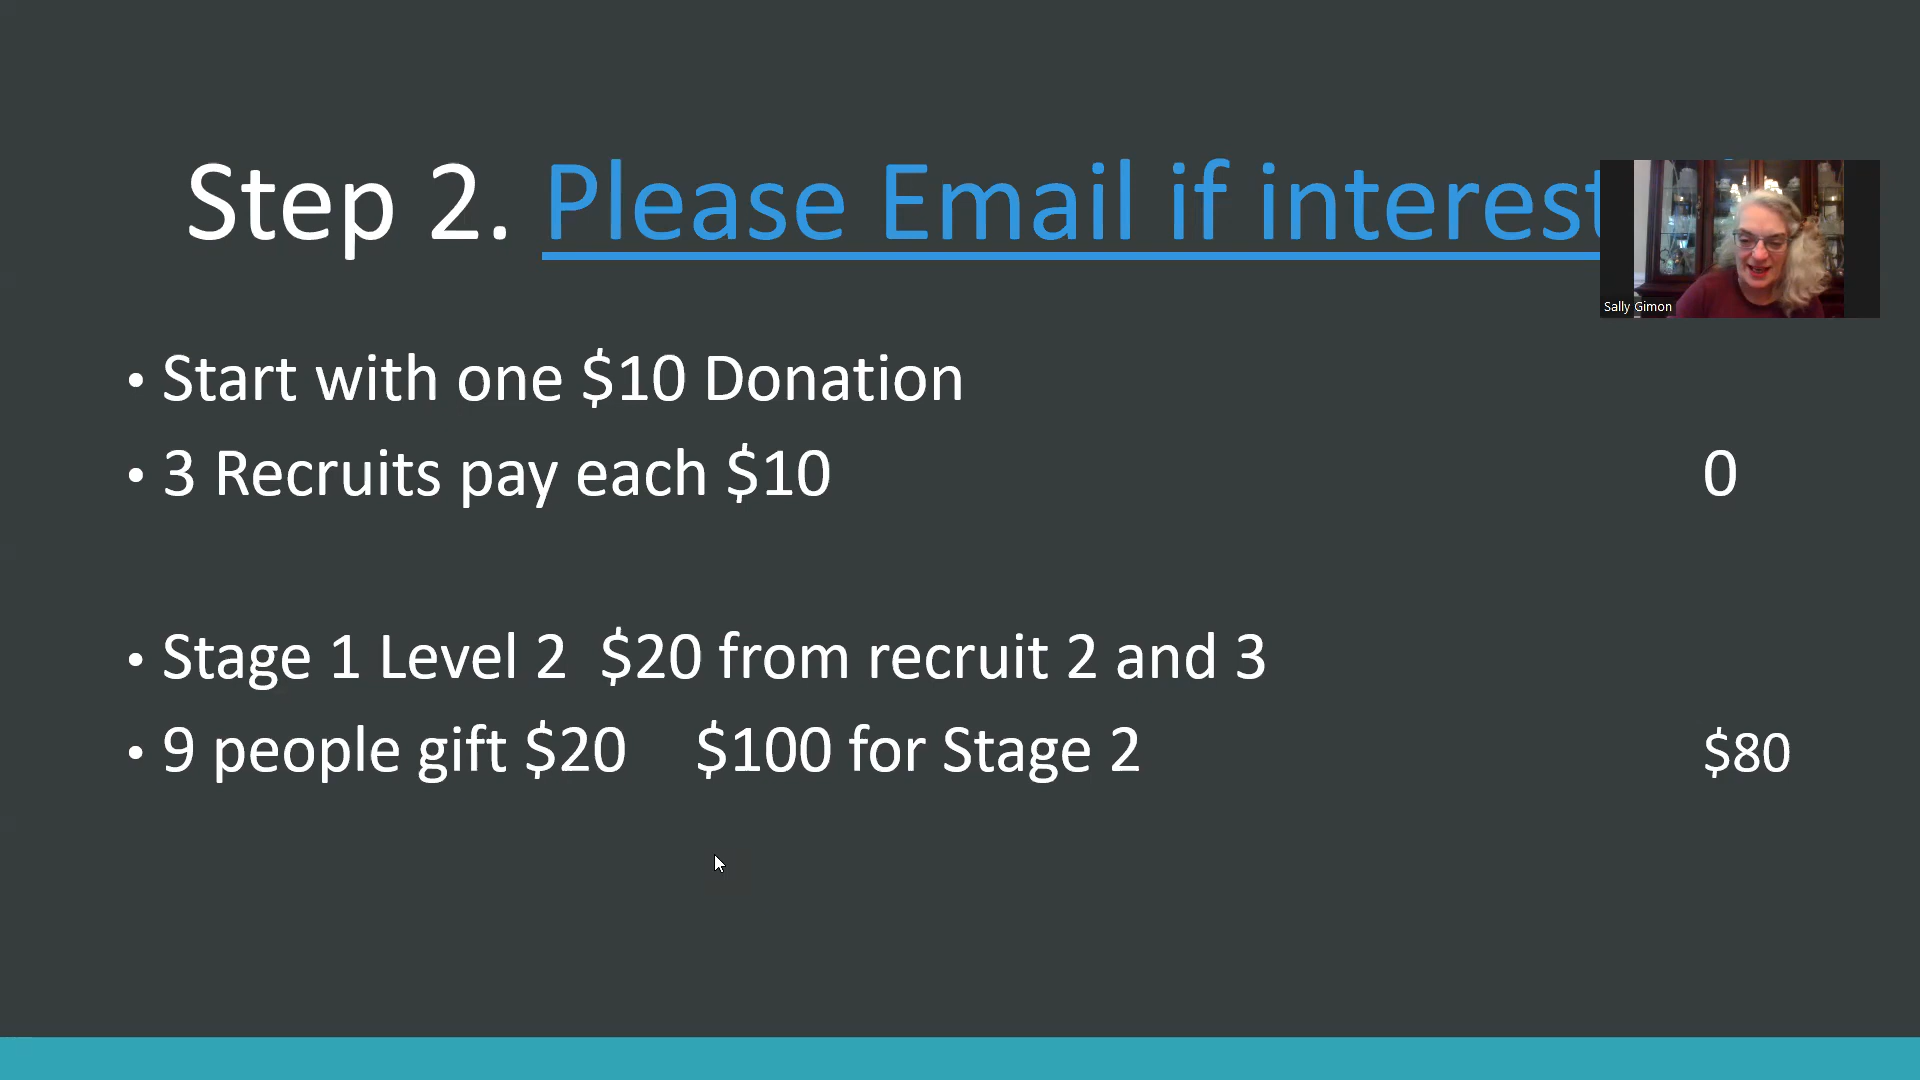 Step 2. Please Email if interest
Sally Gimon
• Start with one $10 Donation
• 3 Recruits pay each $10 0
• Stage 1 Level 2 $20 from recruit 2 and 3
• 9 people gift $20 $100 for Stage 2 $80